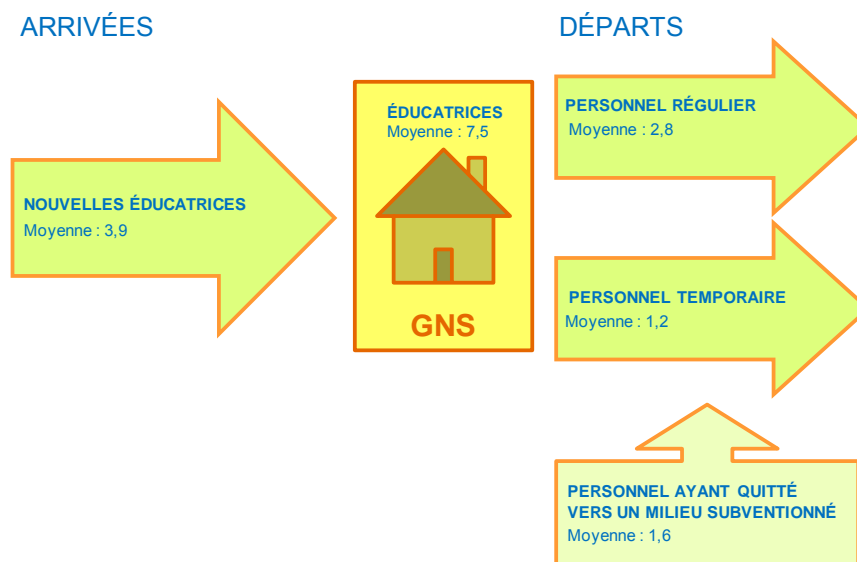 ARRIVÉES
DÉPARTS
NOUVELLES ÉDUCATRICES
Moyenne : 3,9
ÉDUCATRICES
Moyenne : 7,5
GNS
PERSONNEL RÉGULIER
Moyenne : 2,8
PERSONNEL TEMPORAIRE
Moyenne : 1,2
PERSONNEL AYANT QUITTÉ
VERS UN MILIEU SUBVENTIONNÉ
Moyenne : 1,6